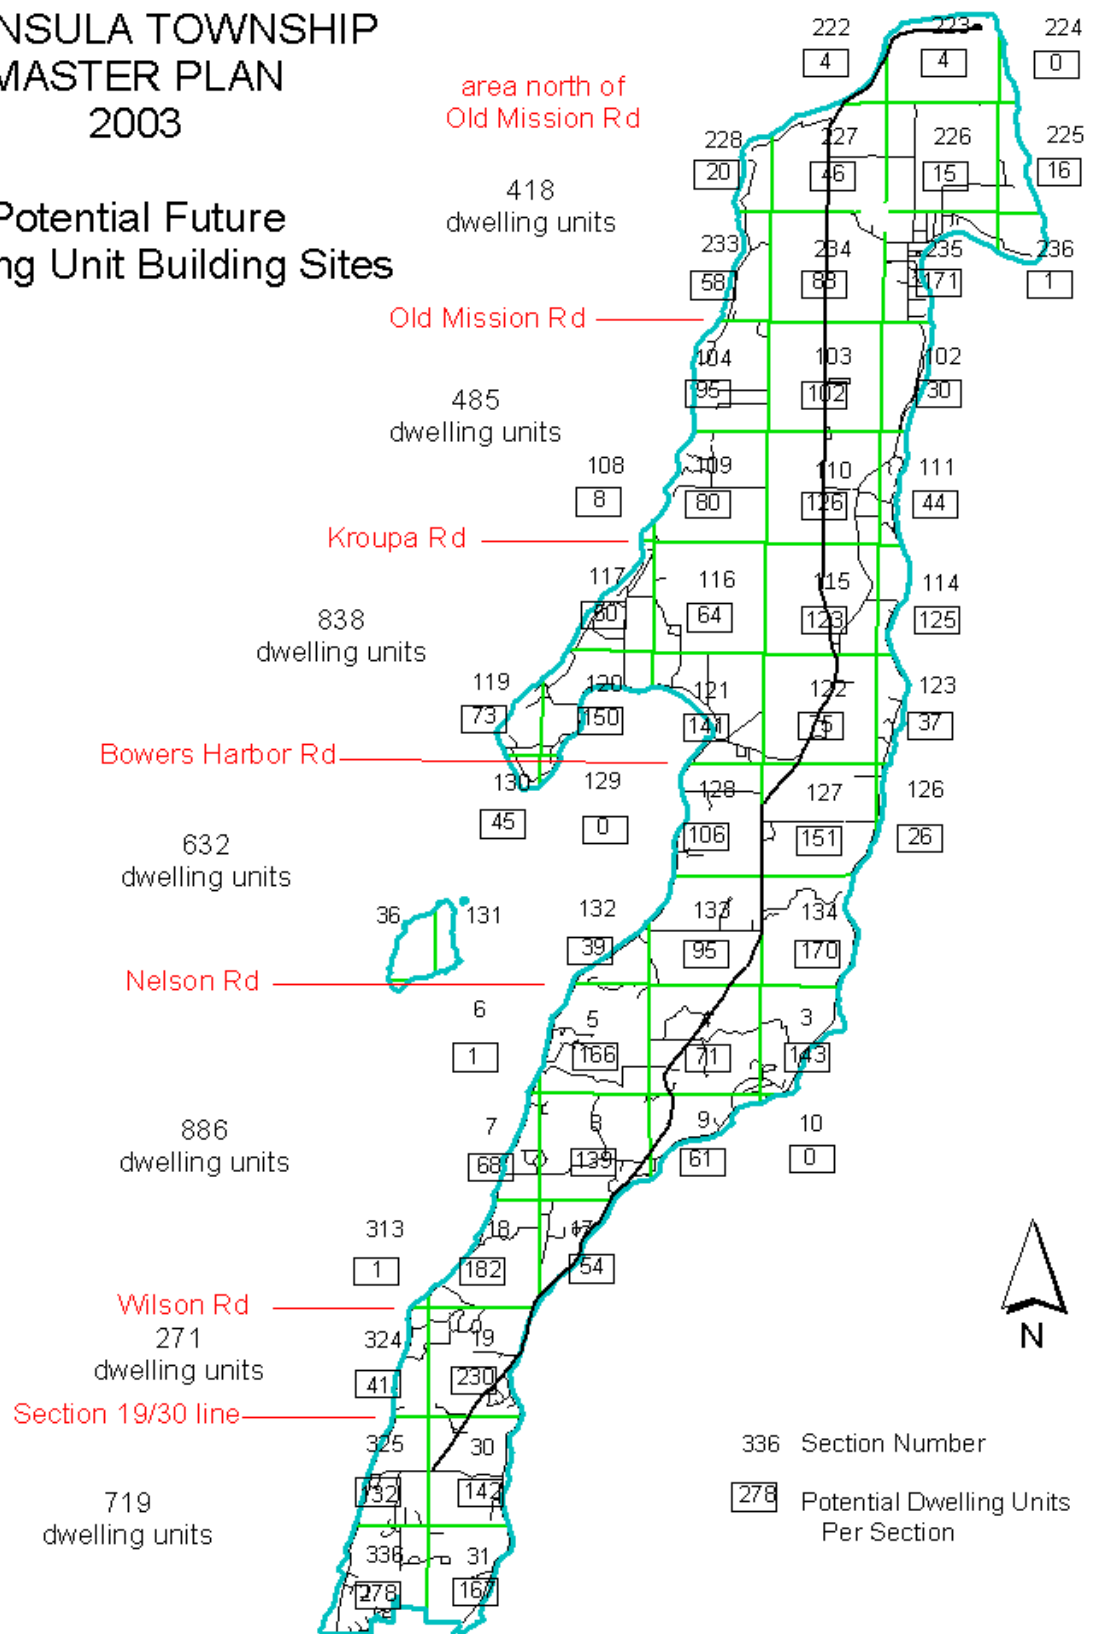 NSULA TOWNSHIP
MASTER PLAN
2003
Potential Future
ng Unit Building Sites
area north of
Old Mission Rd
418
dwelling units
Old Mission Rd
485
dwelling units
Kroupa Rd
838
dwelling units
Bowers Harbor Rd
632
dwelling units
Nelson Rd
886
dwelling units
Wilson Rd
271
dwelling units
Section 19/30 line
719
dwelling units
222 223 224
4 4 0
228 227 226 225
20 46 15 16
233 234 235 236
58 83 171 1
104 103 102
95 102 30
108 109 110 111
8 80 126 44
117 116 115 114
60 64 123 125
119 120 121 122 123
73 150 141 75 37
130 129 128 127 126
45 0 106 151 26
36 131 132 133 134
39 95 170
6 5 4 3
1 166 71 143
7 8 9 10
68 139 61 0
313 18 17
1 182 54
324 19
41 230
325 30
132 142
336 31
278 167
N
336 Section Number
278 Potential Dwelling Units
Per Section